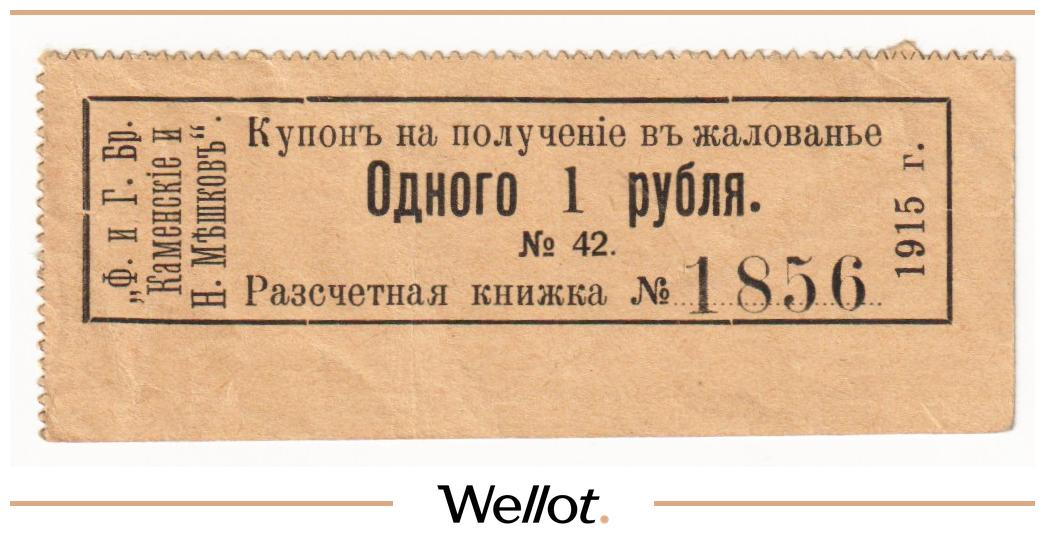 „Ф. и Г. Бр.
Каменскіе и
Н. Мѣшковъ“.
Купонъ на полученіе въ жалованье
Одного 1 рубля.
№ 42.
Разсчетная книжка № 1856
1915 г.
Wellot.